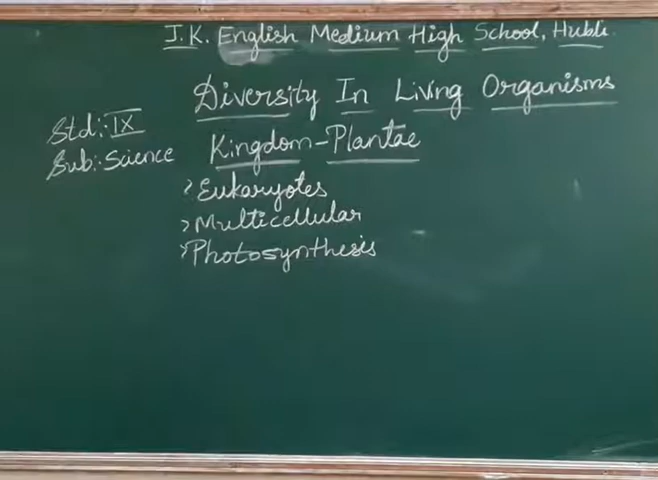 J.K. English Medium High School, Hubli.
Diversity In Living Organisms
Std:- IX
Sub:- Science
Kingdom-Plantae
> Eukaryotes
> Multicellular
> Photosynthesis